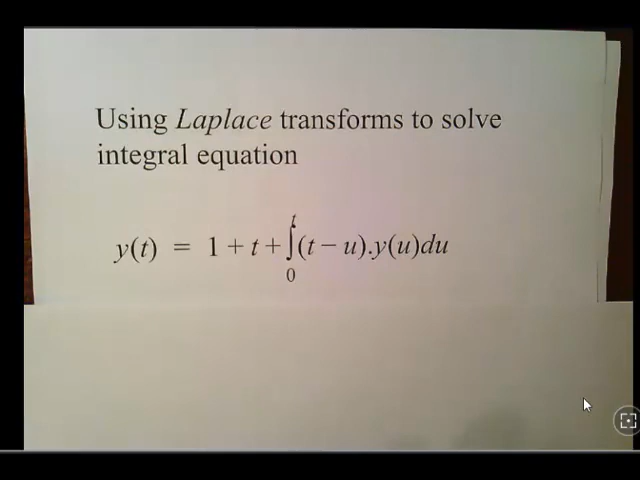 Using Laplace transforms to solve
integral equation
y(t) = 1 + t + ∫₀ᵗ (t − u).y(u)du